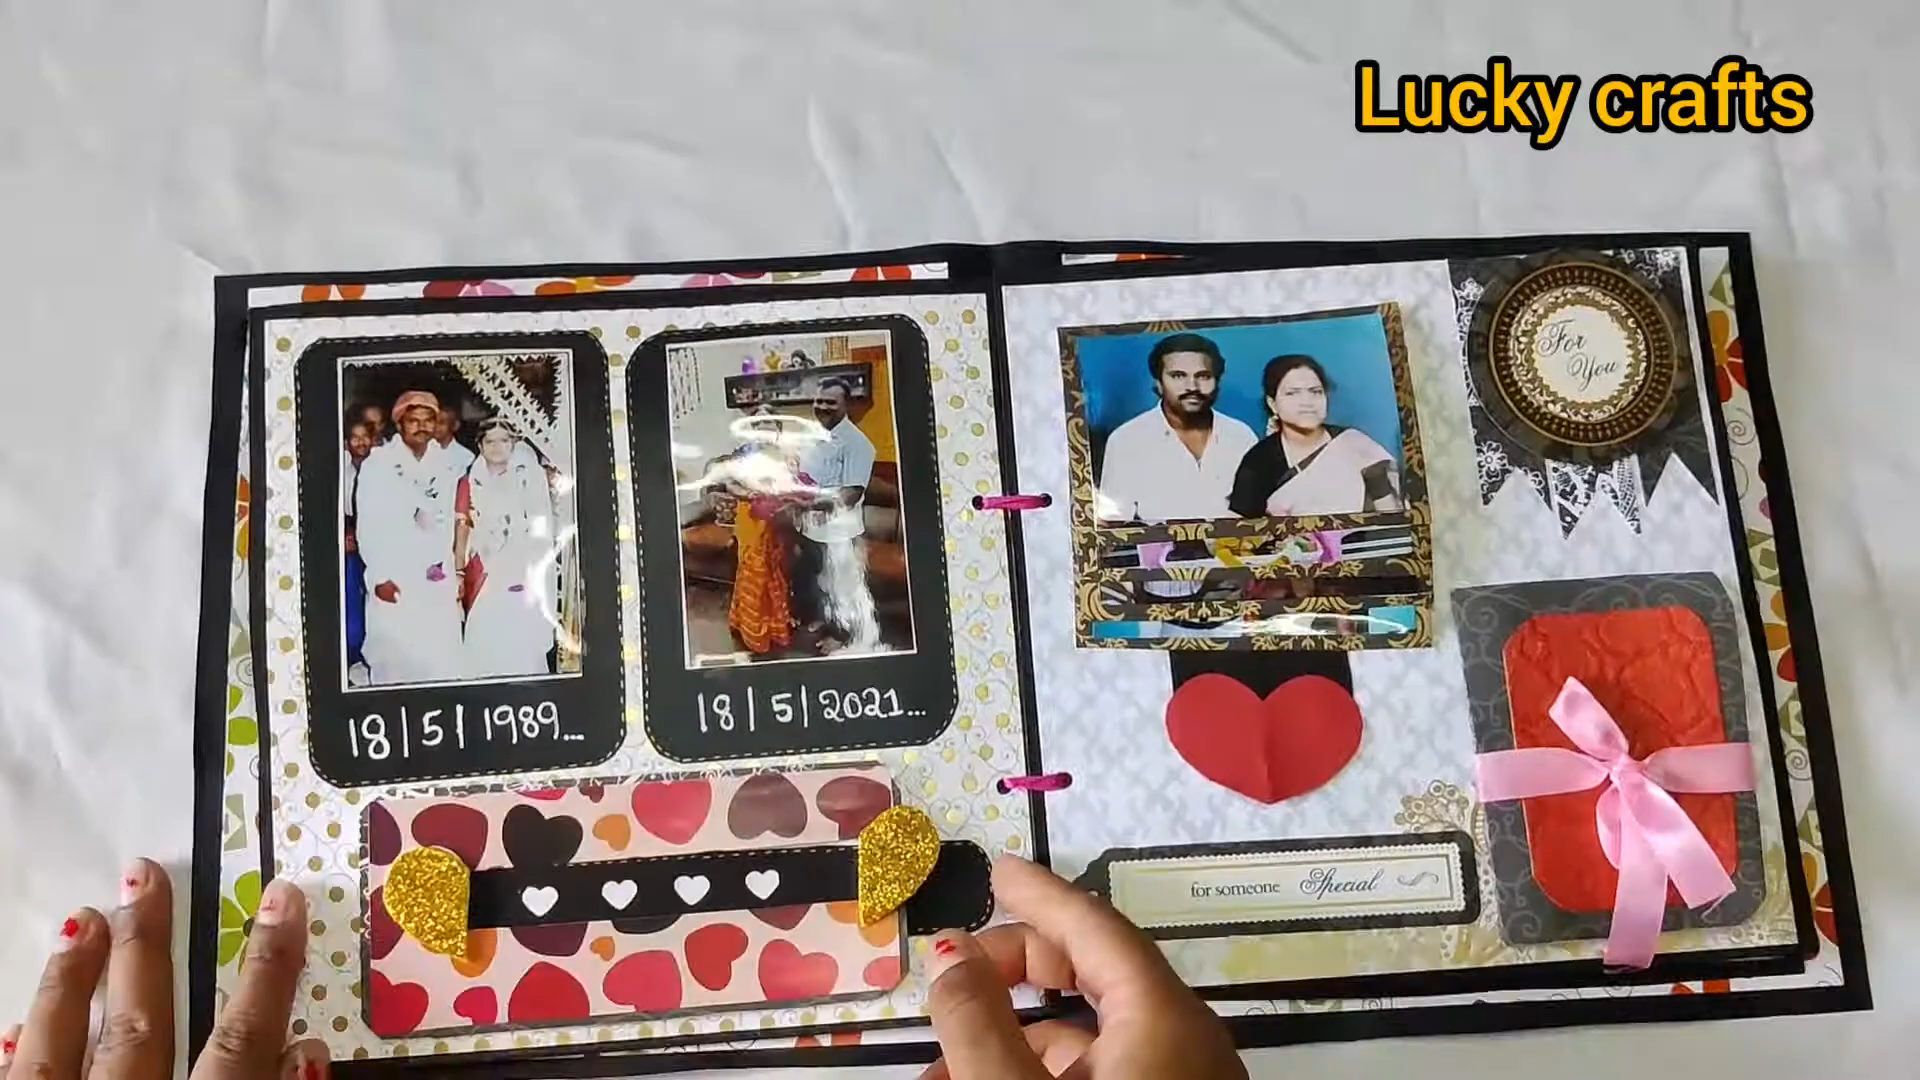 Lucky crafts
18/5/1989...
18/5/2021...
For
You
for someone Special